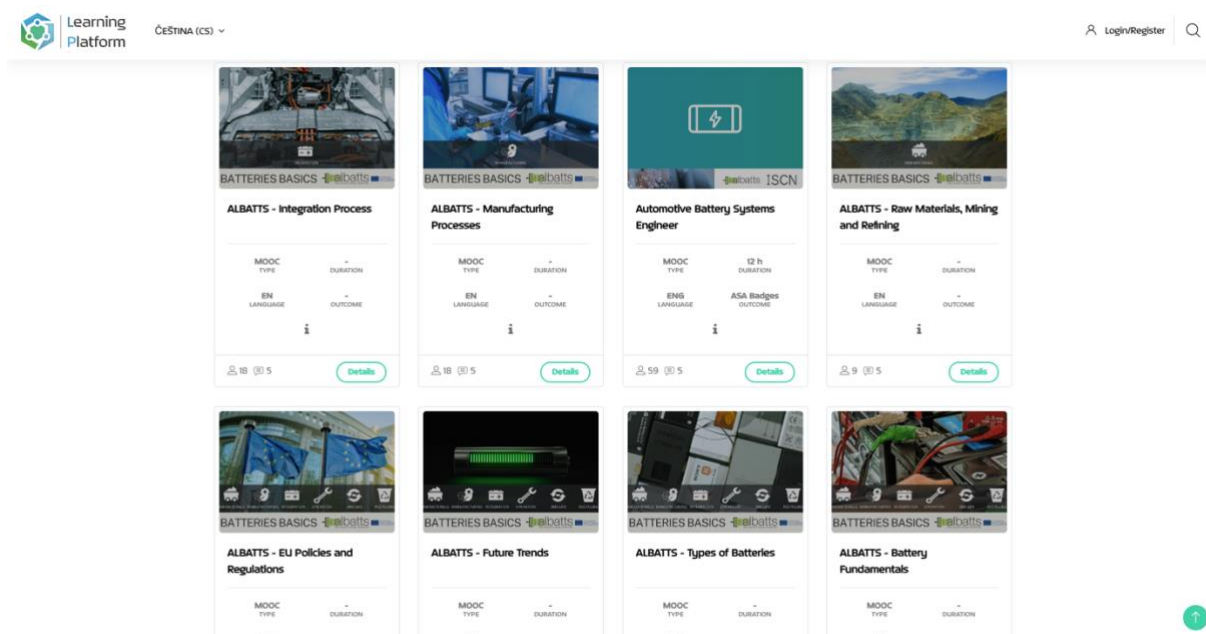 Learning
Platform
ČEŠTINA (CS)
Login/Register
BATTERIES BASICS albatts
BATTERIES BASICS albatts
albatts ISCN
BATTERIES BASICS albatts
ALBATTS - Integration Process
ALBATTS - Manufacturing
Processes
Automotive Battery Systems
Engineer
ALBATTS - Raw Materials, Mining
and Refining
MOOC -
TYPE DURATION
EN -
LANGUAGE OUTCOME
MOOC -
TYPE DURATION
EN -
LANGUAGE OUTCOME
MOOC 12 h
TYPE DURATION
ENG ASA Badges
LANGUAGE OUTCOME
MOOC -
TYPE DURATION
EN -
LANGUAGE OUTCOME
18 5 Details
18 5 Details
59 5 Details
9 5 Details
BATTERIES BASICS albatts
BATTERIES BASICS albatts
BATTERIES BASICS albatts
BATTERIES BASICS albatts
ALBATTS - EU Policies and
Regulations
ALBATTS - Future Trends
ALBATTS - Types of Batteries
ALBATTS - Battery
Fundamentals
MOOC -
TYPE DURATION
MOOC -
TYPE DURATION
MOOC -
TYPE DURATION
MOOC -
TYPE DURATION